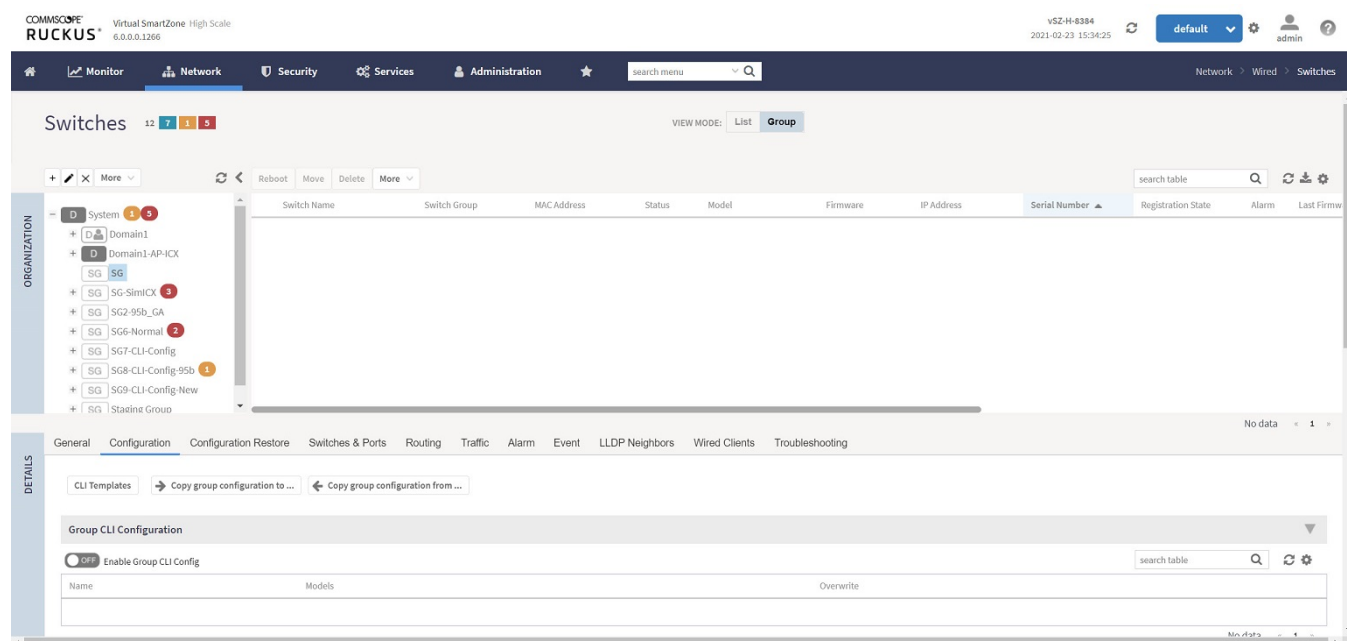 COMMSCOPE®
RUCKUS®
Virtual SmartZone High Scale
6.0.0.0.1266
vSZ-H-8384
2021-02-23 15:34:25
default
admin
Monitor Network Security Services Administration search menu Network > Wired > Switches
Switches 12 7 1 5 VIEW MODE: List Group
More Reboot Move Delete More search table
ORGANIZATION
Switch Name Switch Group MAC Address Status Model Firmware IP Address Serial Number Registration State Alarm Last Firmw
D System 1 5
D Domain1
D Domain1-AP-ICX
SG SG
SG SG-SimICX 3
SG SG2-95b_GA
SG SG6-Normal 2
SG SG7-CLI-Config
SG SG8-CLI-Config-95b 1
SG SG9-CLI-Config-New
SG Staging Group
No data « 1 »
DETAILS
General Configuration Configuration Restore Switches & Ports Routing Traffic Alarm Event LLDP Neighbors Wired Clients Troubleshooting
CLI Templates Copy group configuration to ... Copy group configuration from ...
Group CLI Configuration
OFF Enable Group CLI Config search table
Name Models Overwrite
No data 1